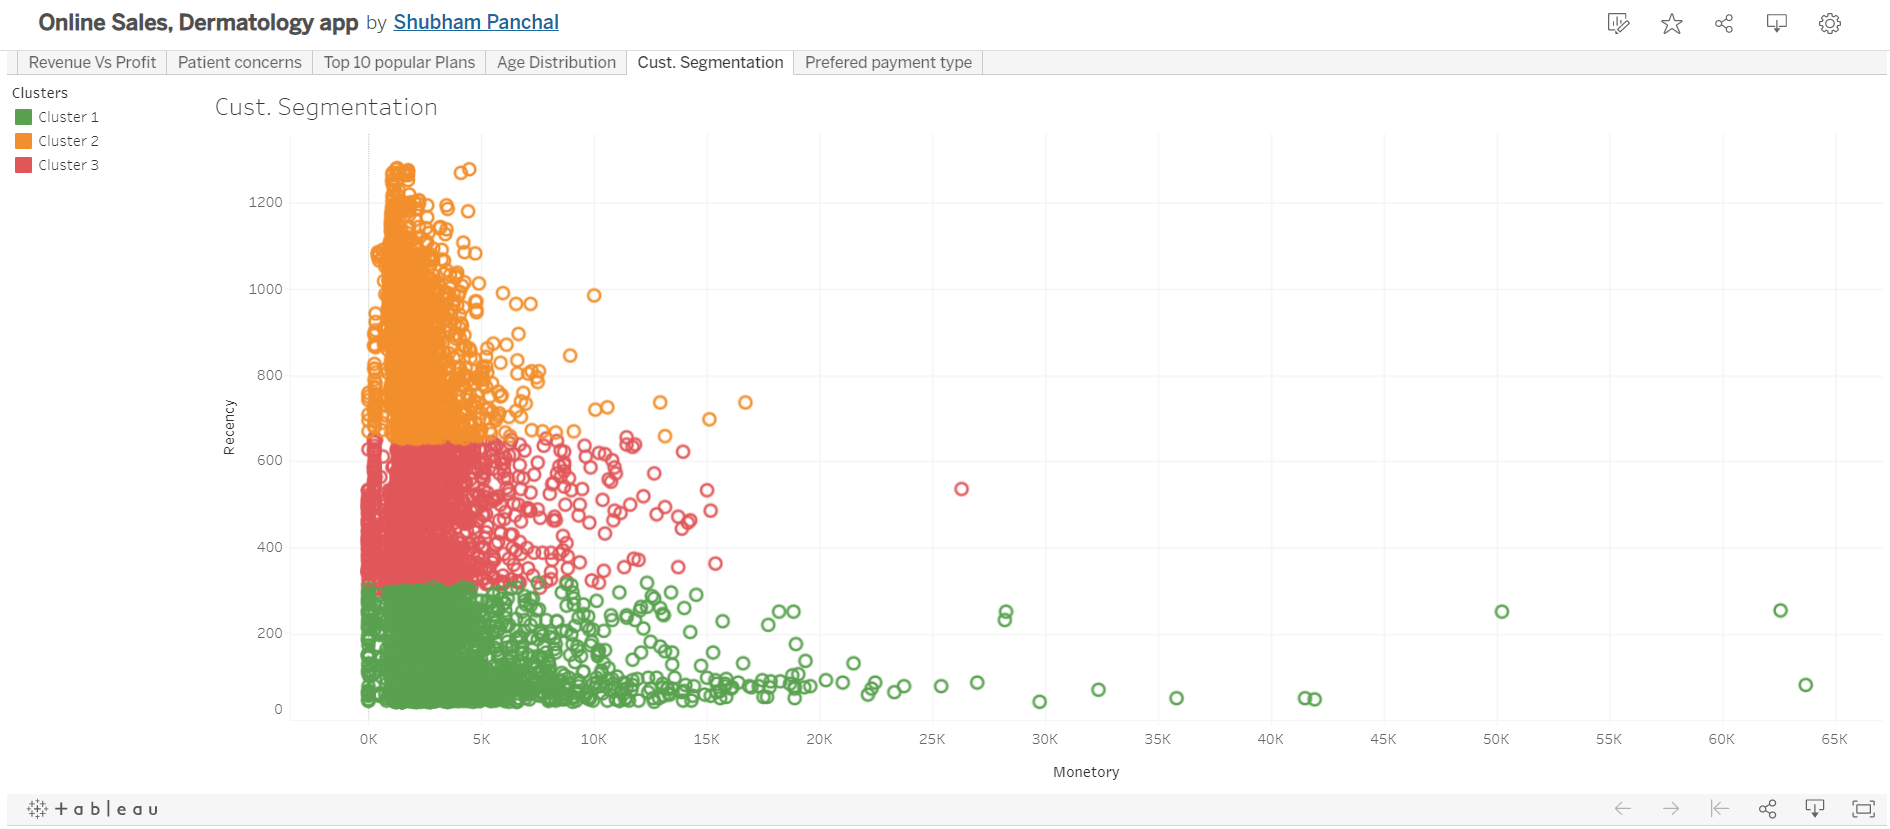 Online Sales, Dermatology app by Shubham Panchal
Revenue Vs Profit Patient concerns Top 10 popular Plans Age Distribution Cust. Segmentation Prefered payment type
Clusters
Cluster 1
Cluster 2
Cluster 3
Cust. Segmentation
1200
1000
800
600
400
200
0
Recency
0K 5K 10K 15K 20K 25K 30K 35K 40K 45K 50K 55K 60K 65K
Monetory
+ a b | e a u